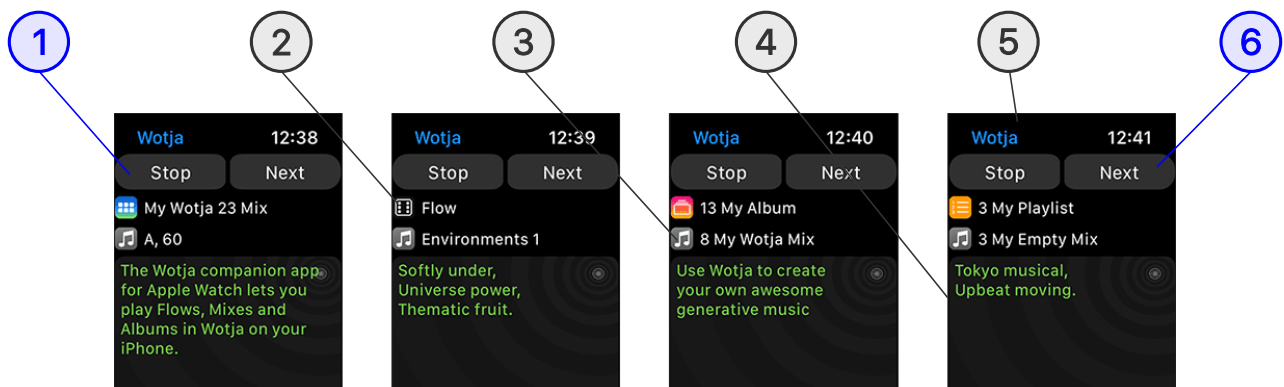 1
2
3
4
5
6
Wotja 12:38
Stop Next
My Wotja 23 Mix
A, 60
The Wotja companion app
for Apple Watch lets you
play Flows, Mixes and
Albums in Wotja on your
iPhone.
Wotja 12:39
Stop Next
Flow
Environments 1
Softly under,
Universe power,
Thematic fruit.
Wotja 12:40
Stop Next
13 My Album
8 My Wotja Mix
Use Wotja to create
your own awesome
generative music
Wotja 12:41
Stop Next
3 My Playlist
3 My Empty Mix
Tokyo musical,
Upbeat moving.